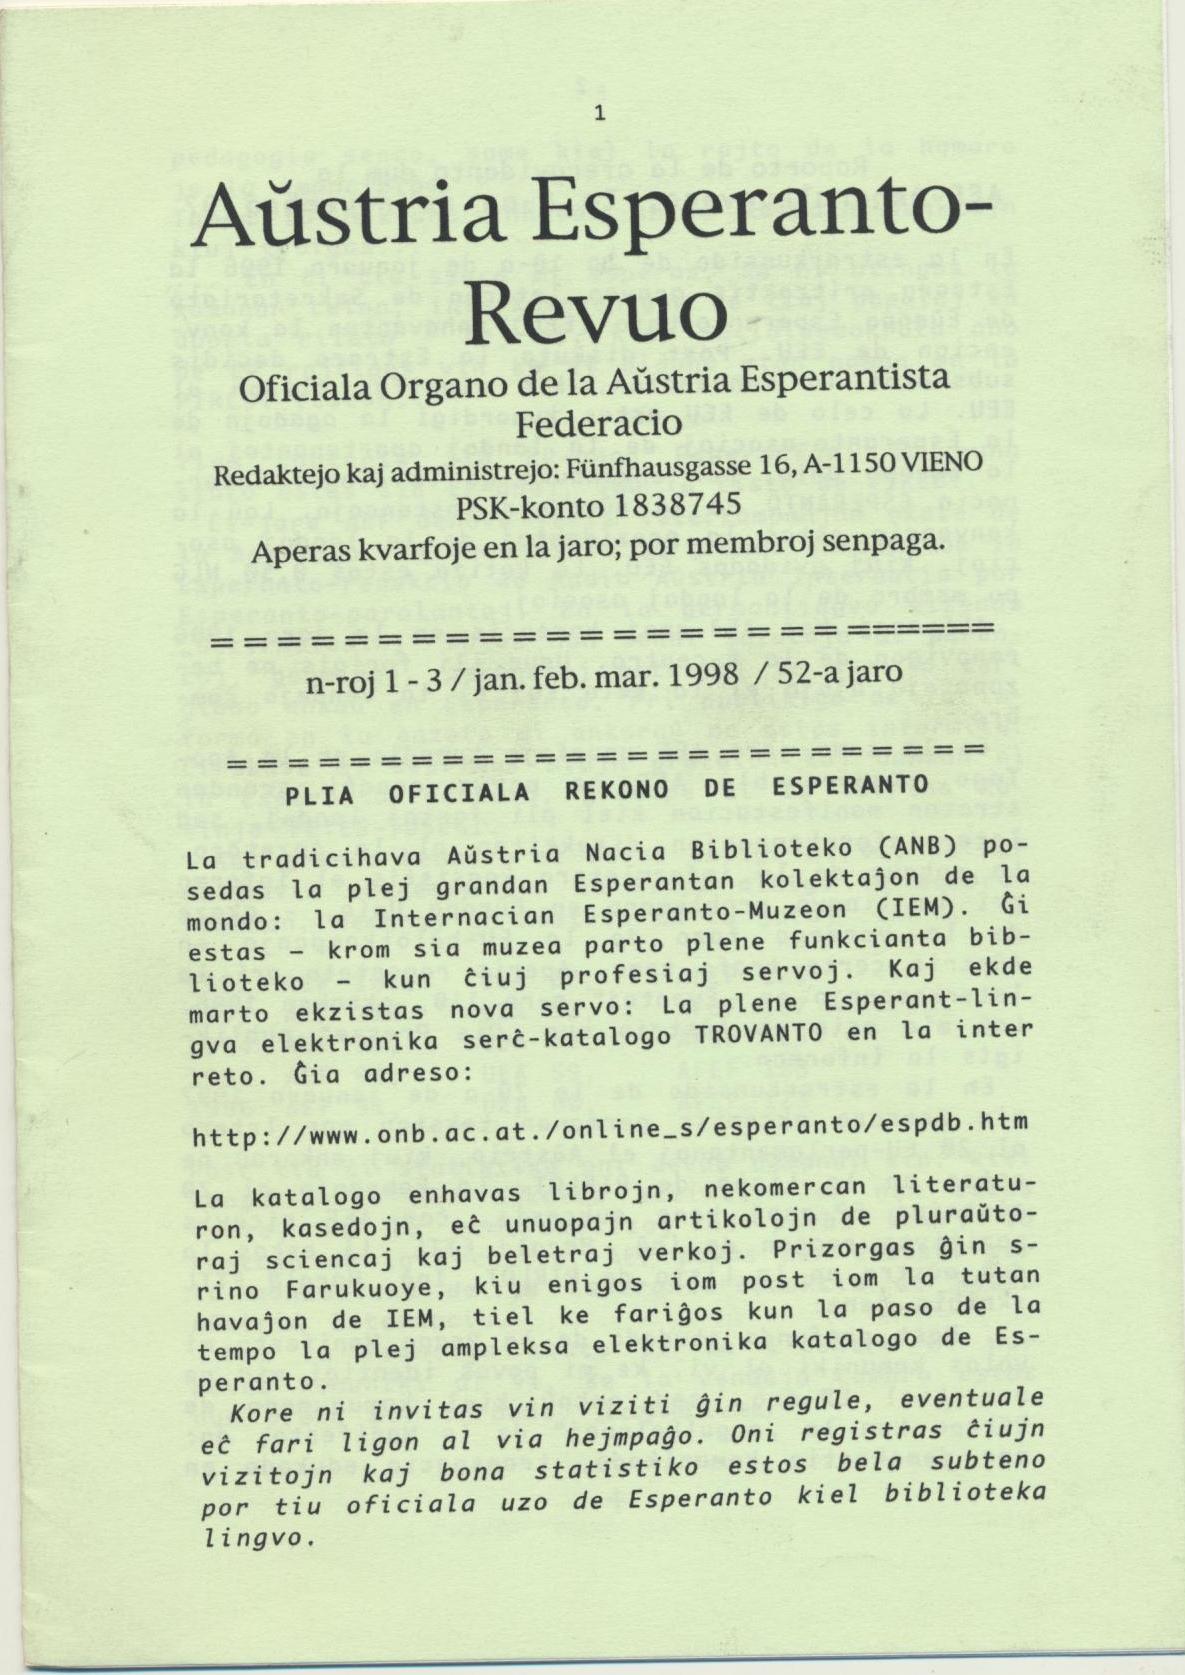 1
Aŭstria Esperanto-
Revuo
Oficiala Organo de la Aŭstria Esperantista
Federacio
Redaktejo kaj administrejo: Fünfhausgasse 16, A-1150 VIENO
PSK-konto 1838745
Aperas kvarfoje en la jaro; por membroj senpaga.
= = = = = = = = = = = = = = = = = = = ======
n-roj 1 - 3 / jan. feb. mar. 1998 / 52-a jaro
= = = = = = = = = = = = = = = = = = = = = = = =
PLIA OFICIALA REKONO DE ESPERANTO
La tradicihava Aŭstria Nacia Biblioteko (ANB) po-
sedas la plej grandan Esperantan kolektaĵon de la
mondo: la Internacian Esperanto-Muzeon (IEM). Ĝi
estas – krom sia muzea parto plene funkcianta bib-
lioteko – kun ĉiuj profesiaj servoj. Kaj ekde
marto ekzistas nova servo: La plene Esperant-lin-
gva elektronika serĉ-katalogo TROVANTO en la inter
reto. Ĝia adreso:
http://www.onb.ac.at./online_s/esperanto/espdb.htm
La katalogo enhavas librojn, nekomercan literatu-
ron, kasedojn, eĉ unuopajn artikolojn de pluraŭto-
raj sciencaj kaj beletraj verkoj. Prizorgas ĝin s-
rino Farukuoye, kiu enigos iom post iom la tutan
havaĵon de IEM, tiel ke fariĝos kun la paso de la
tempo la plej ampleksa elektronika katalogo de Es-
peranto.
Kore ni invitas vin viziti ĝin regule, eventuale
eĉ fari ligon al via hejmpaĝo. Oni registras ĉiujn
vizitojn kaj bona statistiko estos bela subteno
por tiu oficiala uzo de Esperanto kiel biblioteka
lingvo.